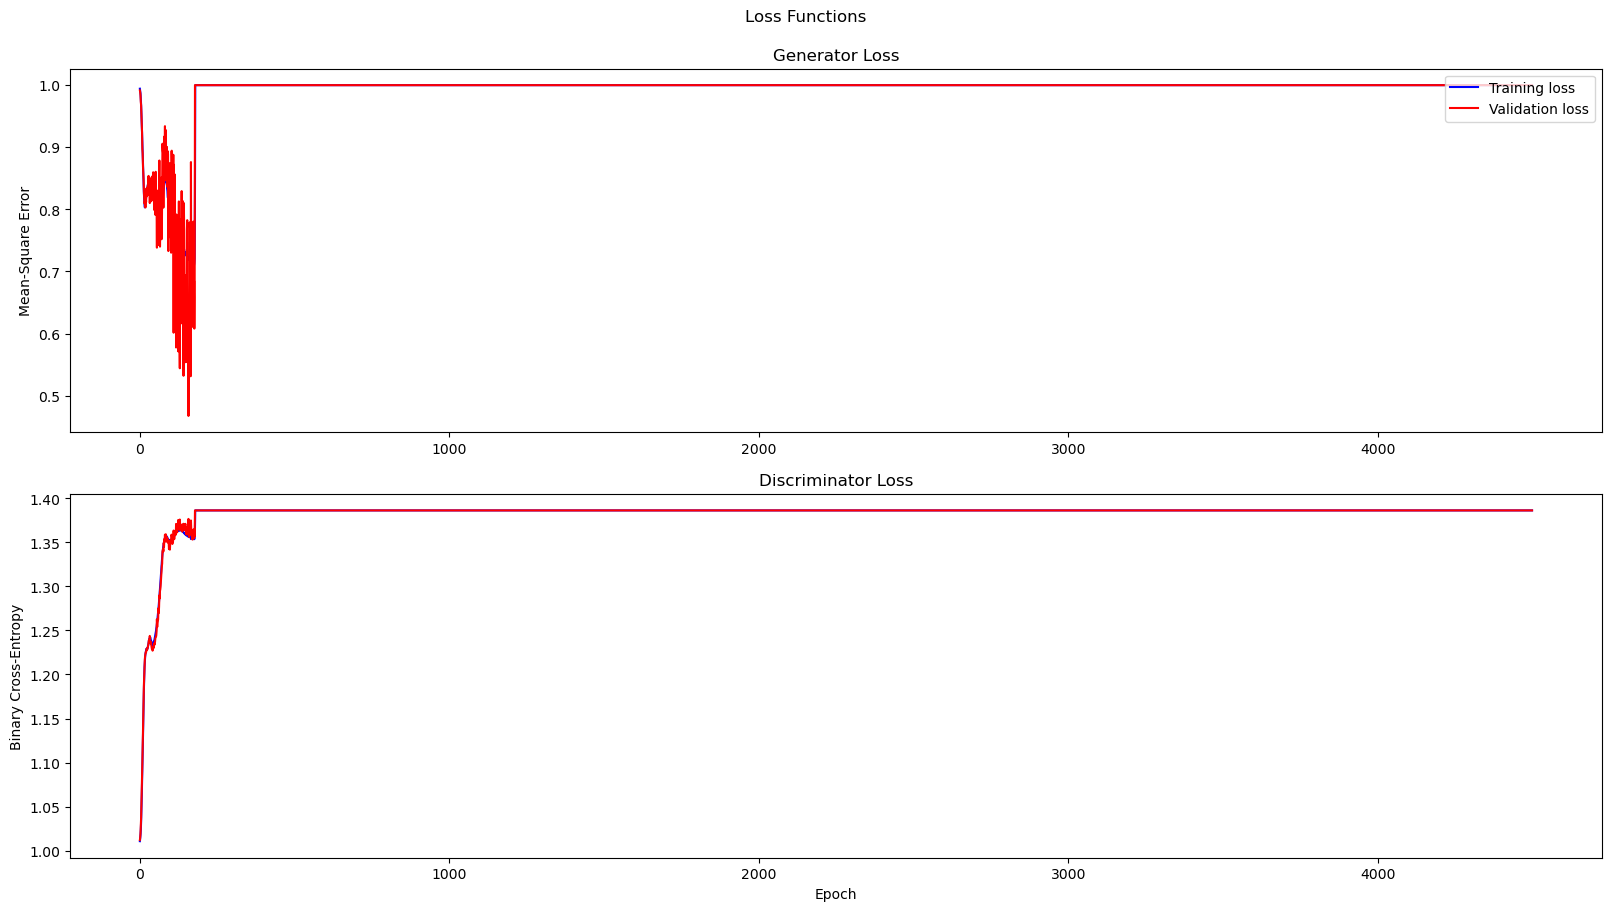 Loss Functions
Generator Loss
Mean-Square Error
1.0
0.9
0.8
0.7
0.6
0.5
Training loss
Validation loss
0 1000 2000 3000 4000
Discriminator Loss
Binary Cross-Entropy
1.40
1.35
1.30
1.25
1.20
1.15
1.10
1.05
1.00
0 1000 2000 3000 4000
Epoch